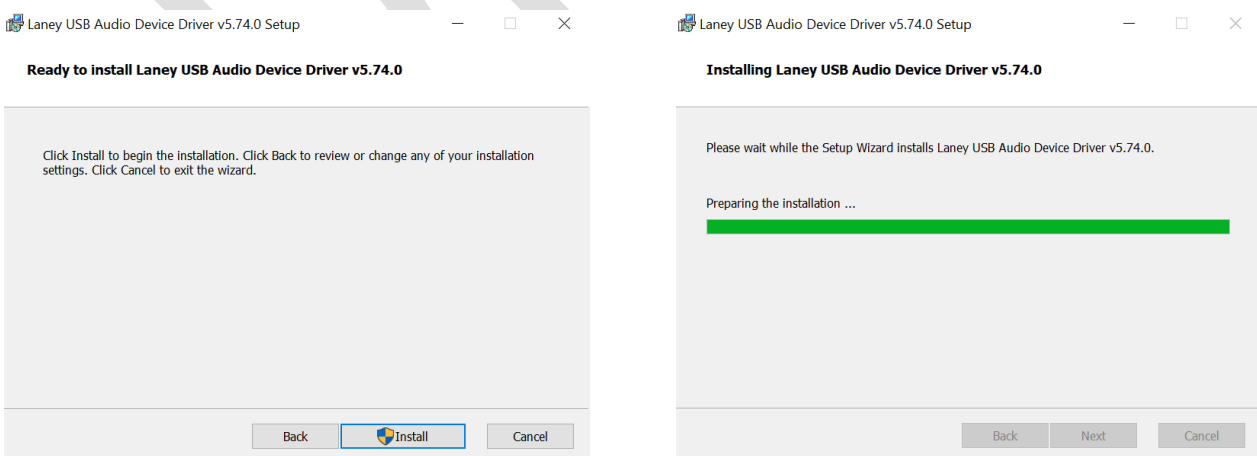 Laney USB Audio Device Driver v5.74.0 Setup
Ready to install Laney USB Audio Device Driver v5.74.0
Click Install to begin the installation. Click Back to review or change any of your installation
settings. Click Cancel to exit the wizard.
Back
Install
Cancel
Laney USB Audio Device Driver v5.74.0 Setup
Installing Laney USB Audio Device Driver v5.74.0
Please wait while the Setup Wizard installs Laney USB Audio Device Driver v5.74.0.
Preparing the installation ...
Back
Next
Cancel